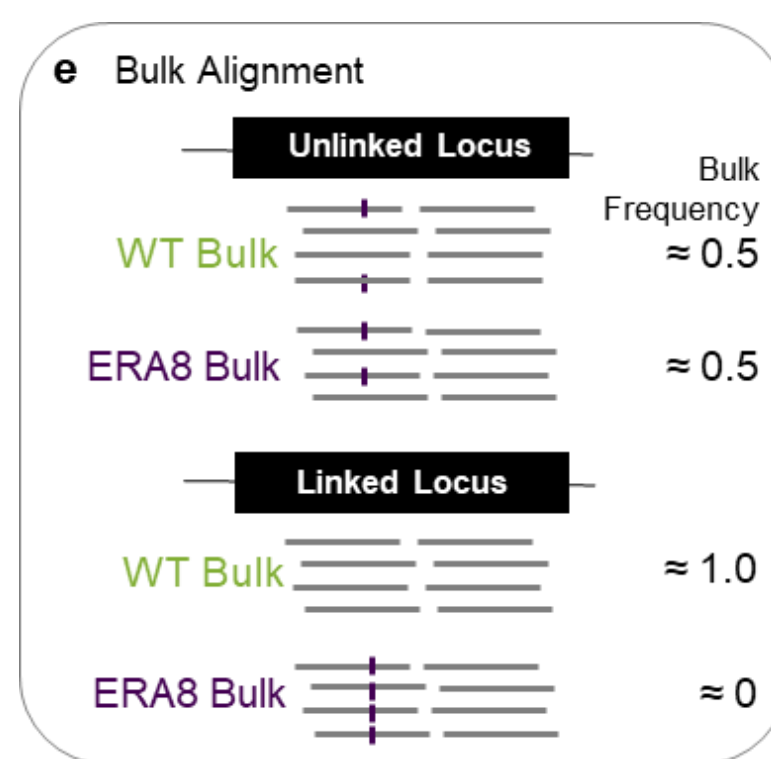 e Bulk Alignment
Unlinked Locus
Bulk
Frequency
WT Bulk ≈ 0.5
ERA8 Bulk ≈ 0.5
Linked Locus
WT Bulk ≈ 1.0
ERA8 Bulk ≈ 0